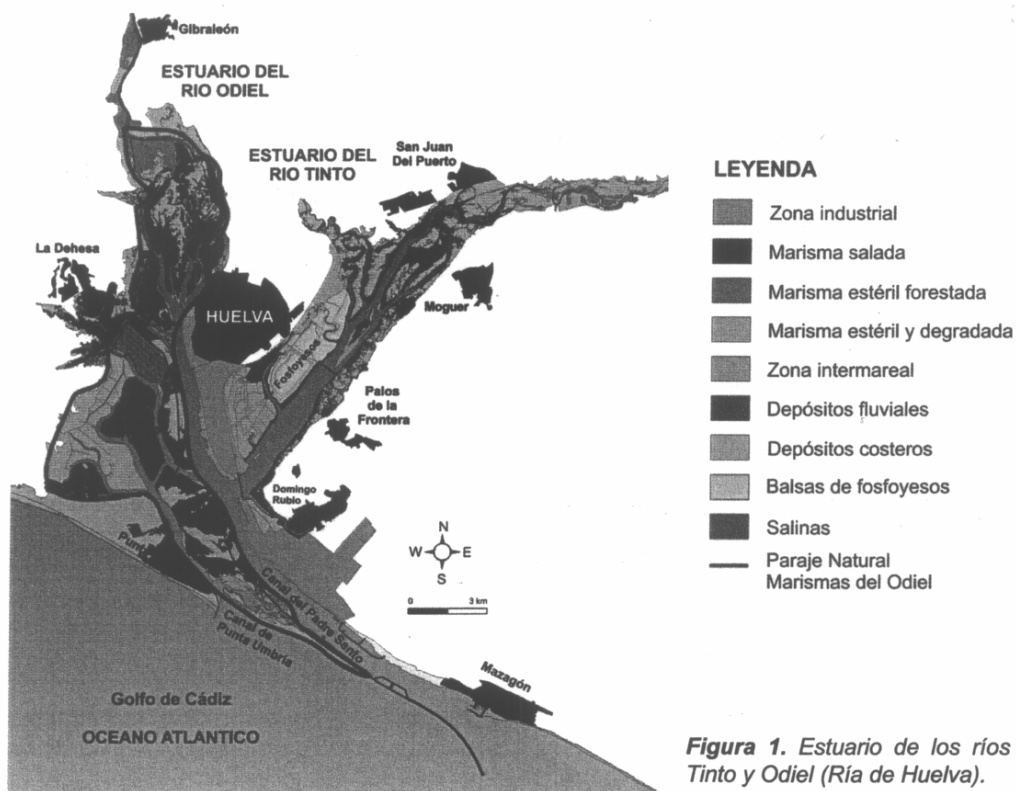 Gibraleón
ESTUARIO DEL
RIO ODIEL
ESTUARIO DEL
RIO TINTO
San Juan
Del Puerto
La Dehesa
HUELVA
Moguer
Fosfoyesos
Palos
de la
Frontera
Domingo
Rubio
N
W E
S
0 3 km
Punta
Canal del Padre Santo
Canal de
Punta Umbría
Mazagón
Golfo de Cádiz
OCEANO ATLANTICO
LEYENDA
Zona industrial
Marisma salada
Marisma estéril forestada
Marisma estéril y degradada
Zona intermareal
Depósitos fluviales
Depósitos costeros
Balsas de fosfoyesos
Salinas
Paraje Natural
Marismas del Odiel
Figura 1. Estuario de los ríos
Tinto y Odiel (Ría de Huelva).